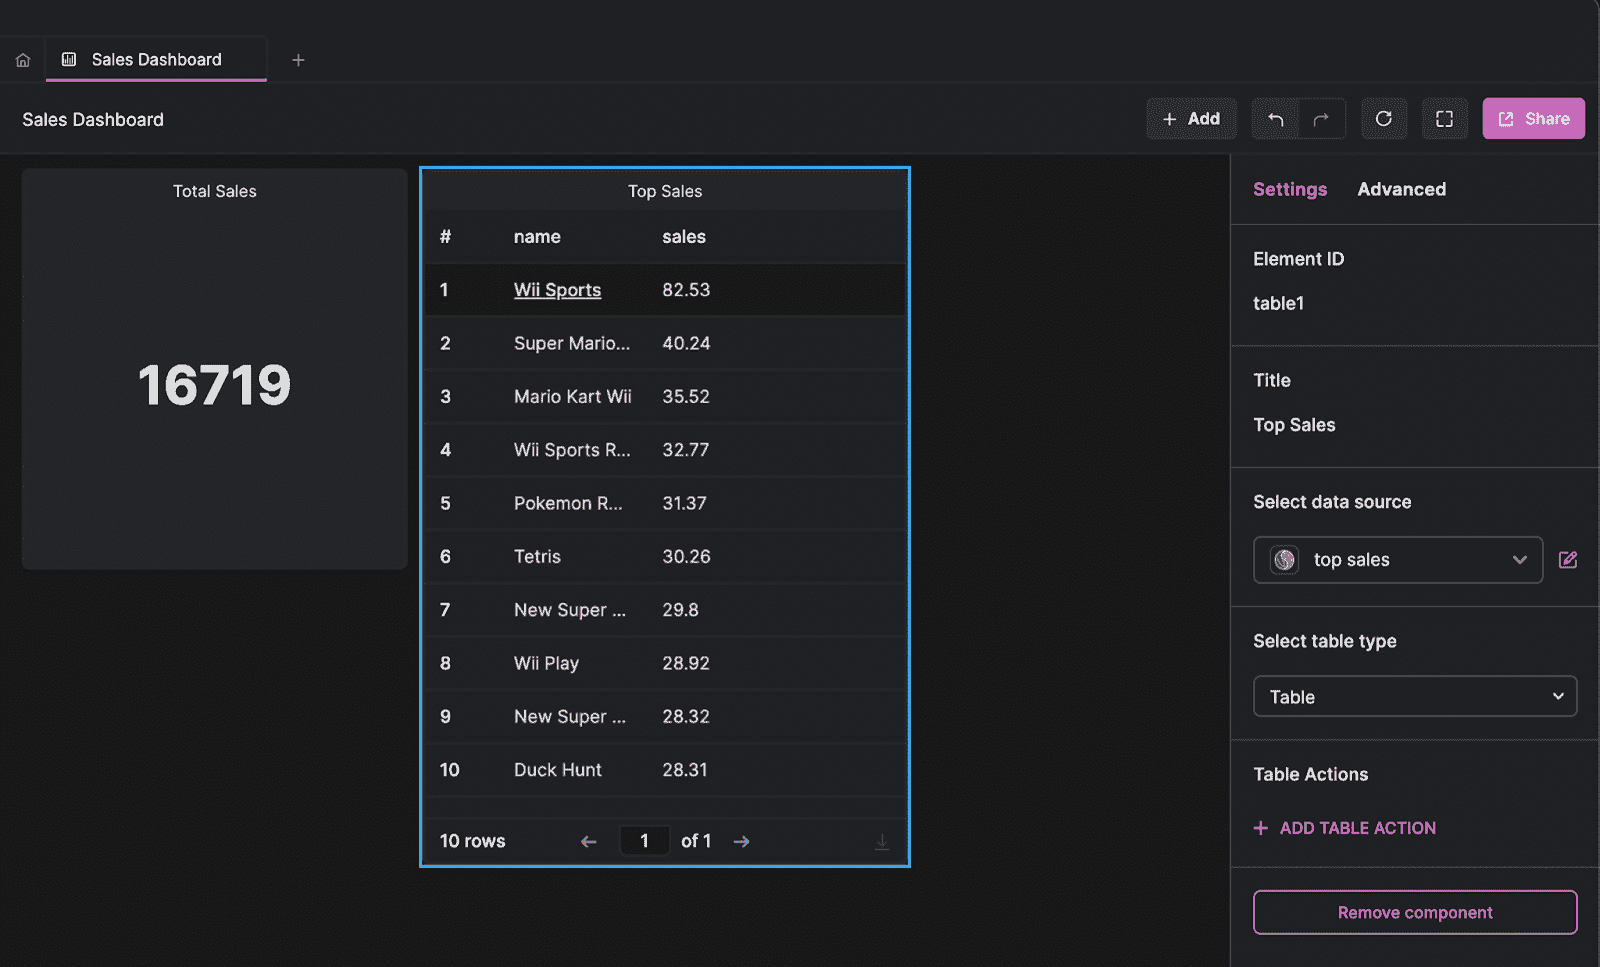 Sales Dashboard
Sales Dashboard
Add
Share
Total Sales
16719
Top Sales
# name sales
1 Wii Sports 82.53
2 Super Mario... 40.24
3 Mario Kart Wii 35.52
4 Wii Sports R... 32.77
5 Pokemon R... 31.37
6 Tetris 30.26
7 New Super ... 29.8
8 Wii Play 28.92
9 New Super ... 28.32
10 Duck Hunt 28.31
10 rows 1 of 1
Settings Advanced
Element ID
table1
Title
Top Sales
Select data source
top sales
Select table type
Table
Table Actions
ADD TABLE ACTION
Remove component